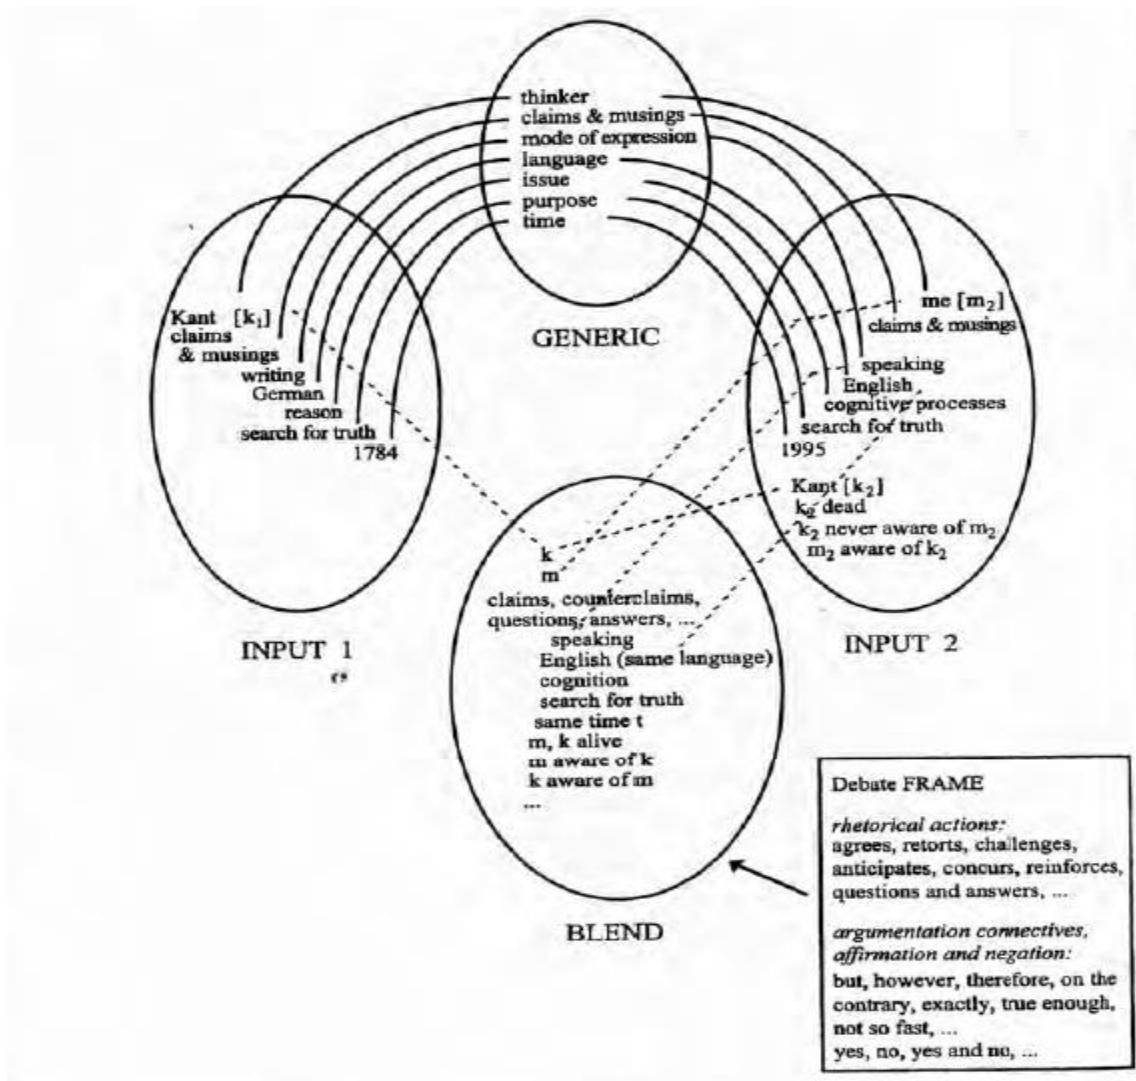 thinker
claims & musings
mode of expression
language
issue
purpose
time
GENERIC
Kant [k₁]
claims
& musings
writing
German
reason
search for truth
1784
INPUT 1
me [m₂]
claims & musings
speaking
English
cognitive processes
search for truth
1995
Kant [k₂]
k₂ dead
k₂ never aware of m₂
m₂ aware of k₂
INPUT 2
k
m
claims, counterclaims,
questions, answers, ...
speaking
English (same language)
cognition
search for truth
same time t
m, k alive
m aware of k
k aware of m
...
BLEND
Debate FRAME
rhetorical actions:
agrees, retorts, challenges,
anticipates, concurs, reinforces,
questions and answers, ...
argumentation connectives,
affirmation and negation:
but, however, therefore, on the
contrary, exactly, true enough,
not so fast, ...
yes, no, yes and no, ...